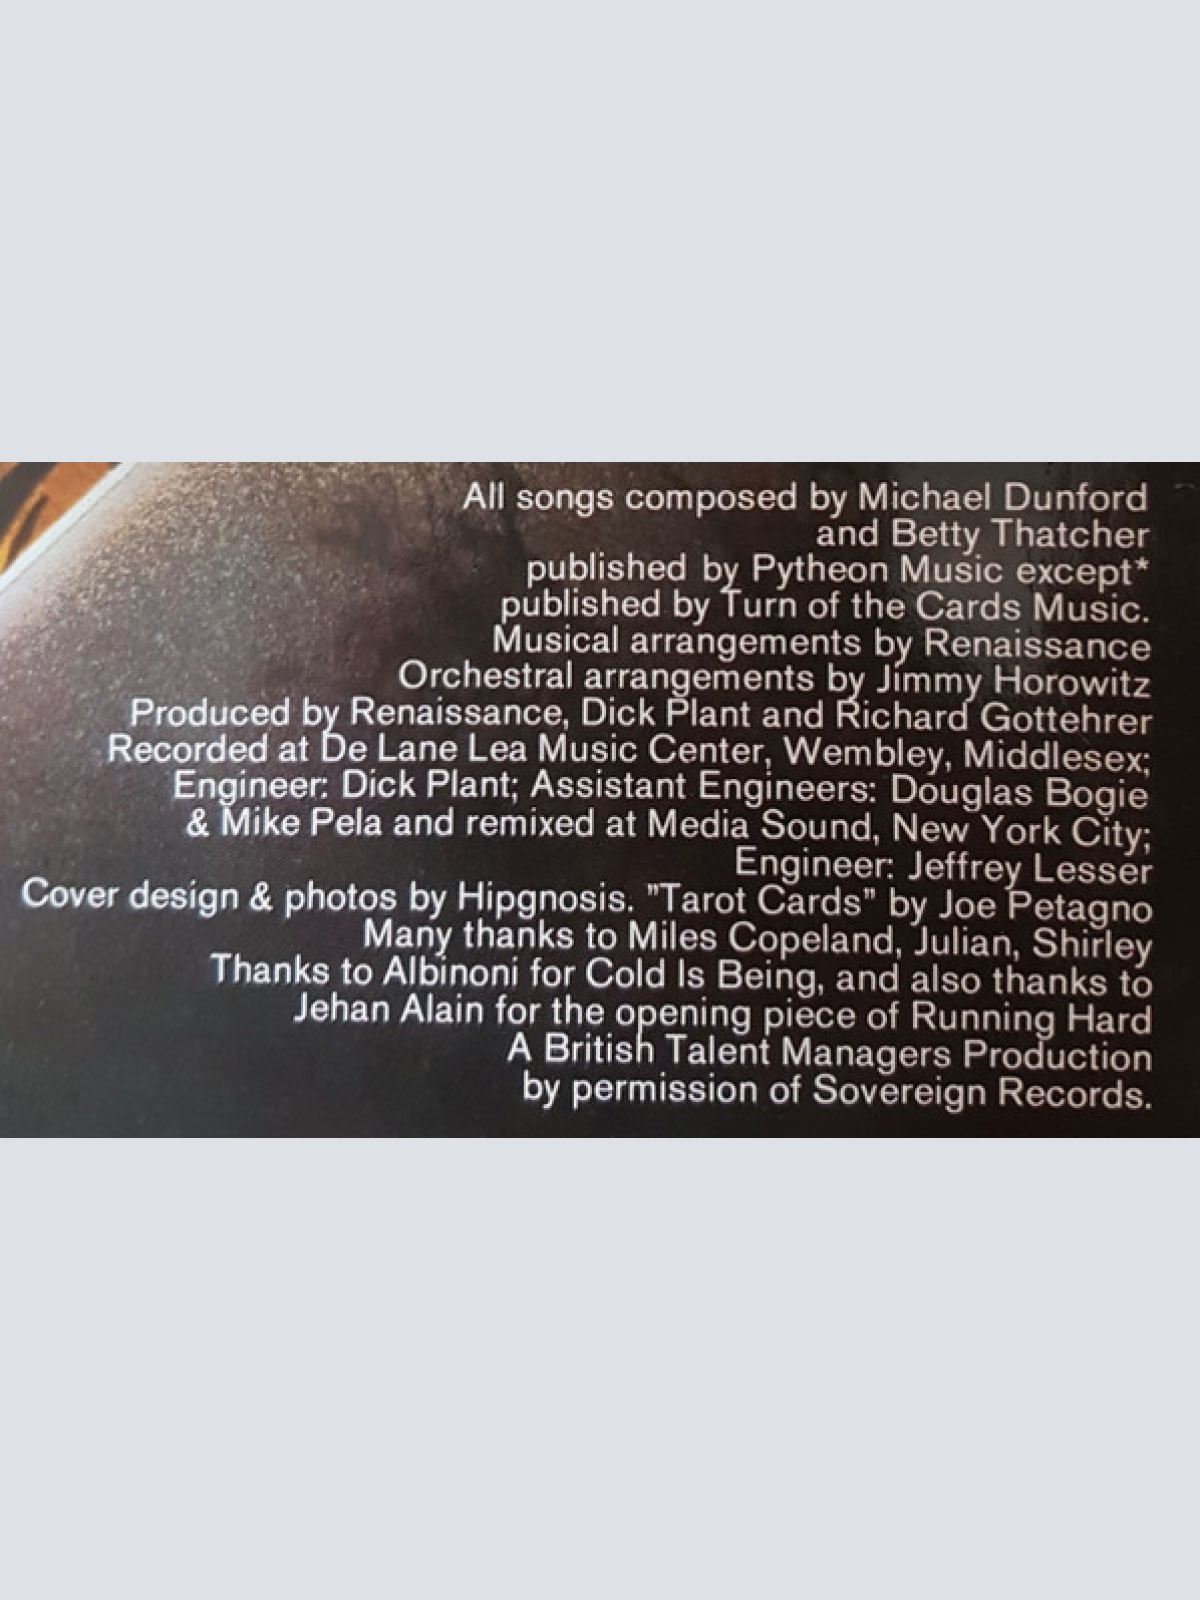 All songs composed by Michael Dunford
and Betty Thatcher
published by Pytheon Music except*
published by Turn of the Cards Music.
Musical arrangements by Renaissance
Orchestral arrangements by Jimmy Horowitz
Produced by Renaissance, Dick Plant and Richard Gottehrer
Recorded at De Lane Lea Music Center, Wembley, Middlesex;
Engineer: Dick Plant; Assistant Engineers: Douglas Bogie
& Mike Pela and remixed at Media Sound, New York City;
Engineer: Jeffrey Lesser
Cover design & photos by Hipgnosis. "Tarot Cards" by Joe Petagno
Many thanks to Miles Copeland, Julian, Shirley
Thanks to Albinoni for Cold Is Being, and also thanks to
Jehan Alain for the opening piece of Running Hard
A British Talent Managers Production
by permission of Sovereign Records.